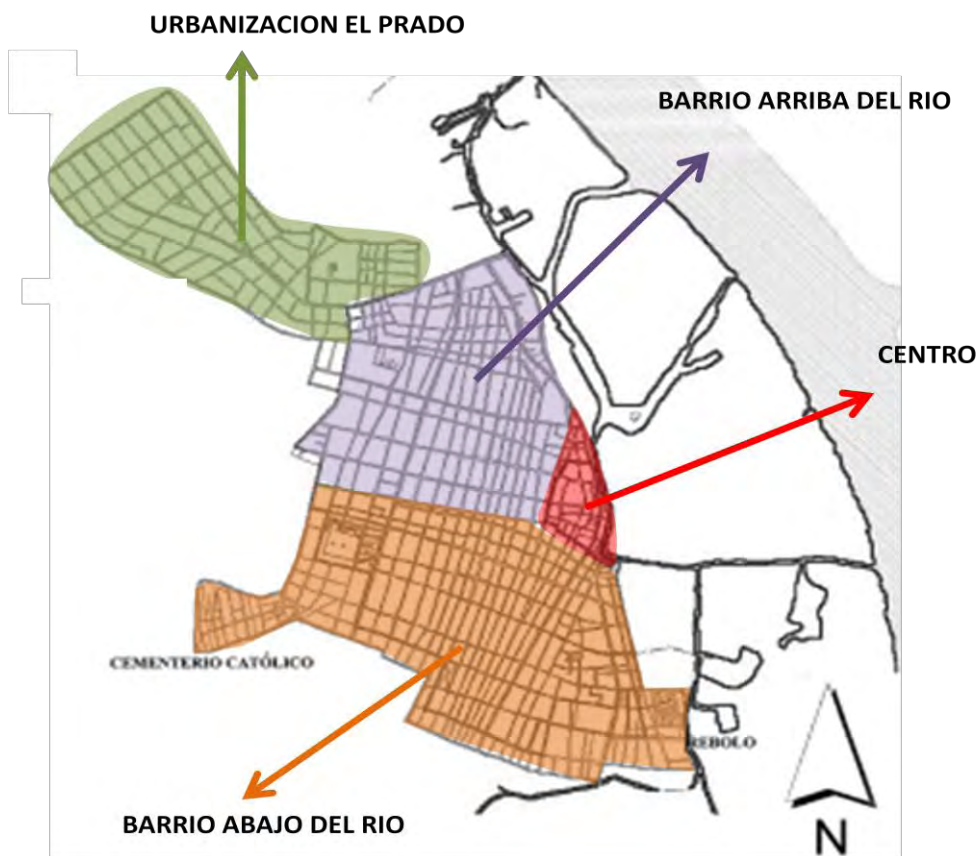 URBANIZACION EL PRADO
BARRIO ARRIBA DEL RIO
CENTRO
CEMENTERIO CATÓLICO
REBOLO
BARRIO ABAJO DEL RIO
N